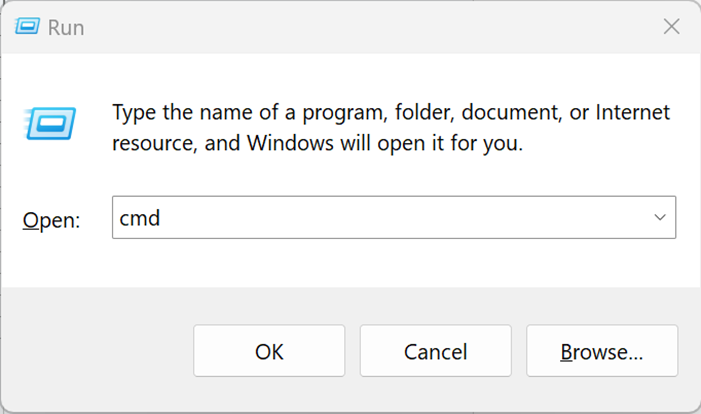 Run
Type the name of a program, folder, document, or Internet
resource, and Windows will open it for you.
Open: cmd
OK Cancel Browse...